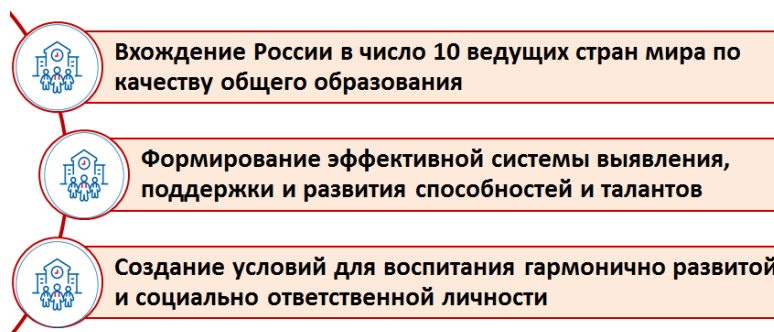 Вхождение России в число 10 ведущих стран мира по
качеству общего образования
Формирование эффективной системы выявления,
поддержки и развития способностей и талантов
Создание условий для воспитания гармонично развитой
и социально ответственной личности